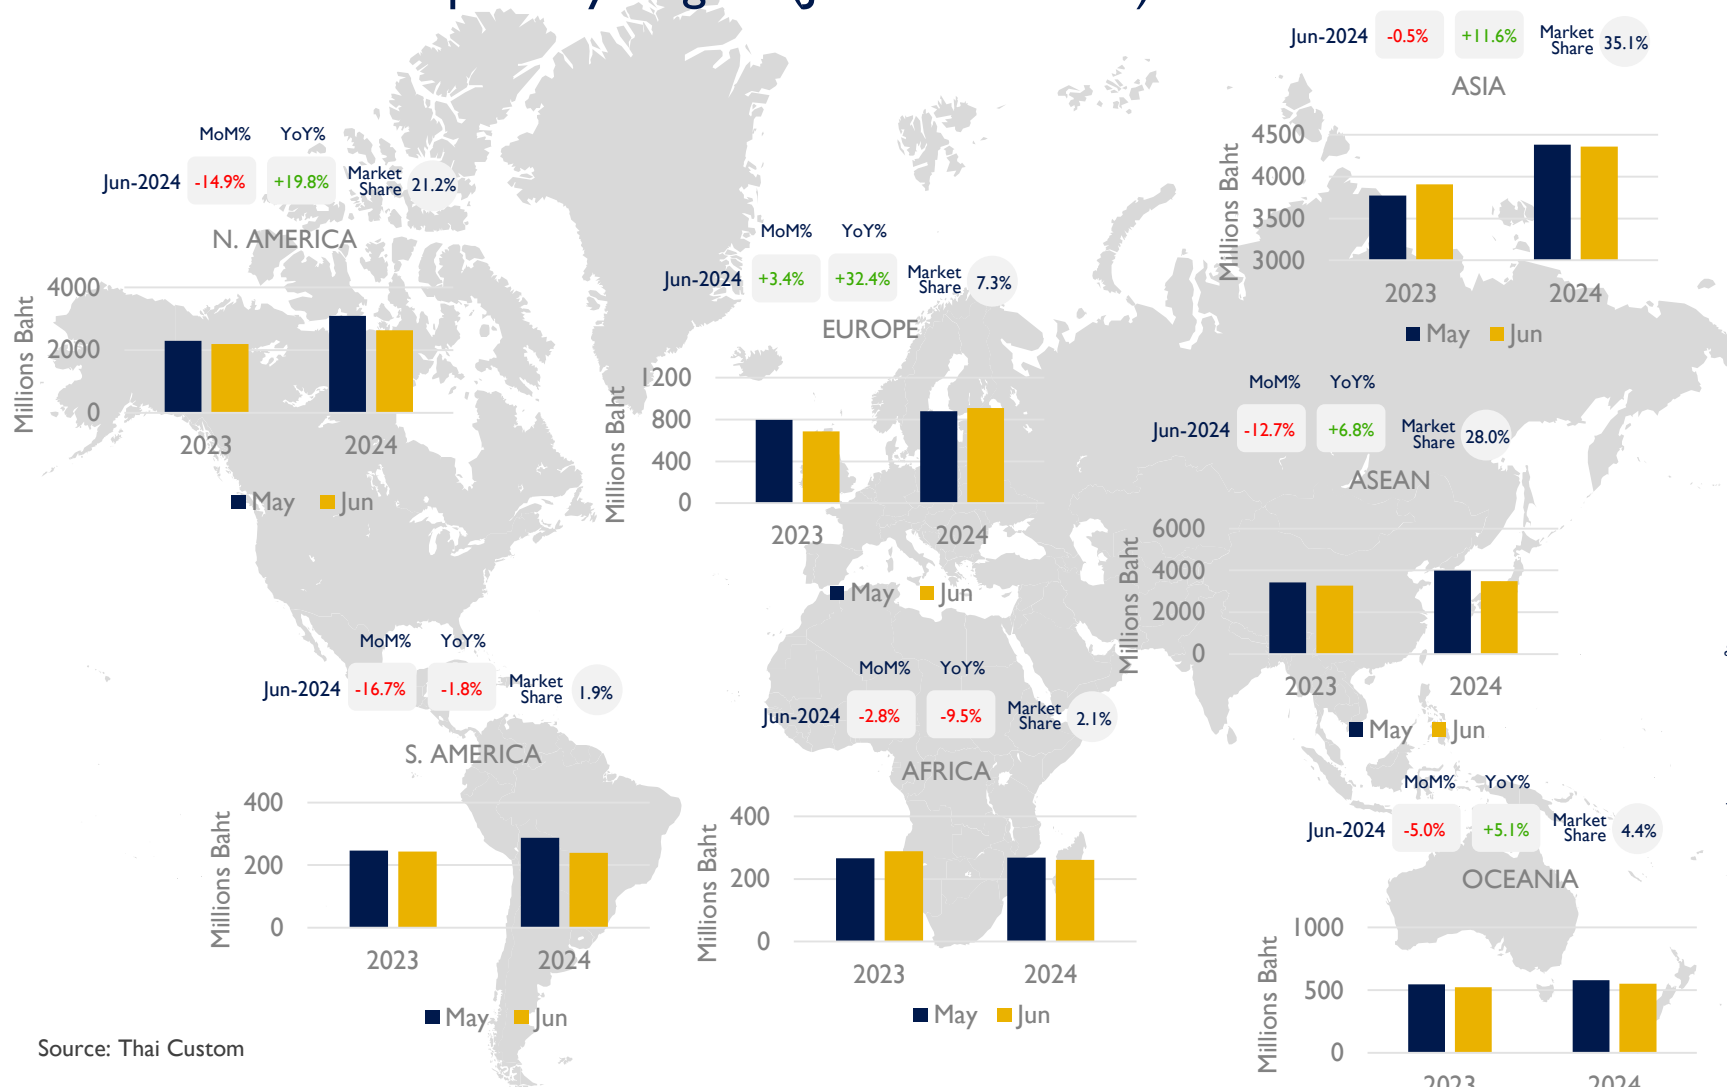 Jun-2024 -0.5% +11.6% Market Share 35.1%
ASIA
Millions Baht
4500
4000
3500
3000
2023 2024
May Jun
MoM% YoY%
Jun-2024 -14.9% +19.8% Market Share 21.2%
N. AMERICA
Millions Baht
4000
2000
0
2023 2024
May Jun
MoM% YoY%
Jun-2024 +3.4% +32.4% Market Share 7.3%
EUROPE
Millions Baht
1200
800
400
0
2023 2024
May Jun
MoM% YoY%
Jun-2024 -12.7% +6.8% Market Share 28.0%
ASEAN
Millions Baht
6000
4000
2000
0
2023 2024
May Jun
MoM% YoY%
Jun-2024 -16.7% -1.8% Market Share 1.9%
S. AMERICA
Millions Baht
400
200
0
2023 2024
May Jun
MoM% YoY%
Jun-2024 -2.8% -9.5% Market Share 2.1%
AFRICA
Millions Baht
400
200
0
2023 2024
May Jun
MoM% YoY%
Jun-2024 -5.0% +5.1% Market Share 4.4%
OCEANIA
Millions Baht
1000
500
0
2023 2024
Source: Thai Custom